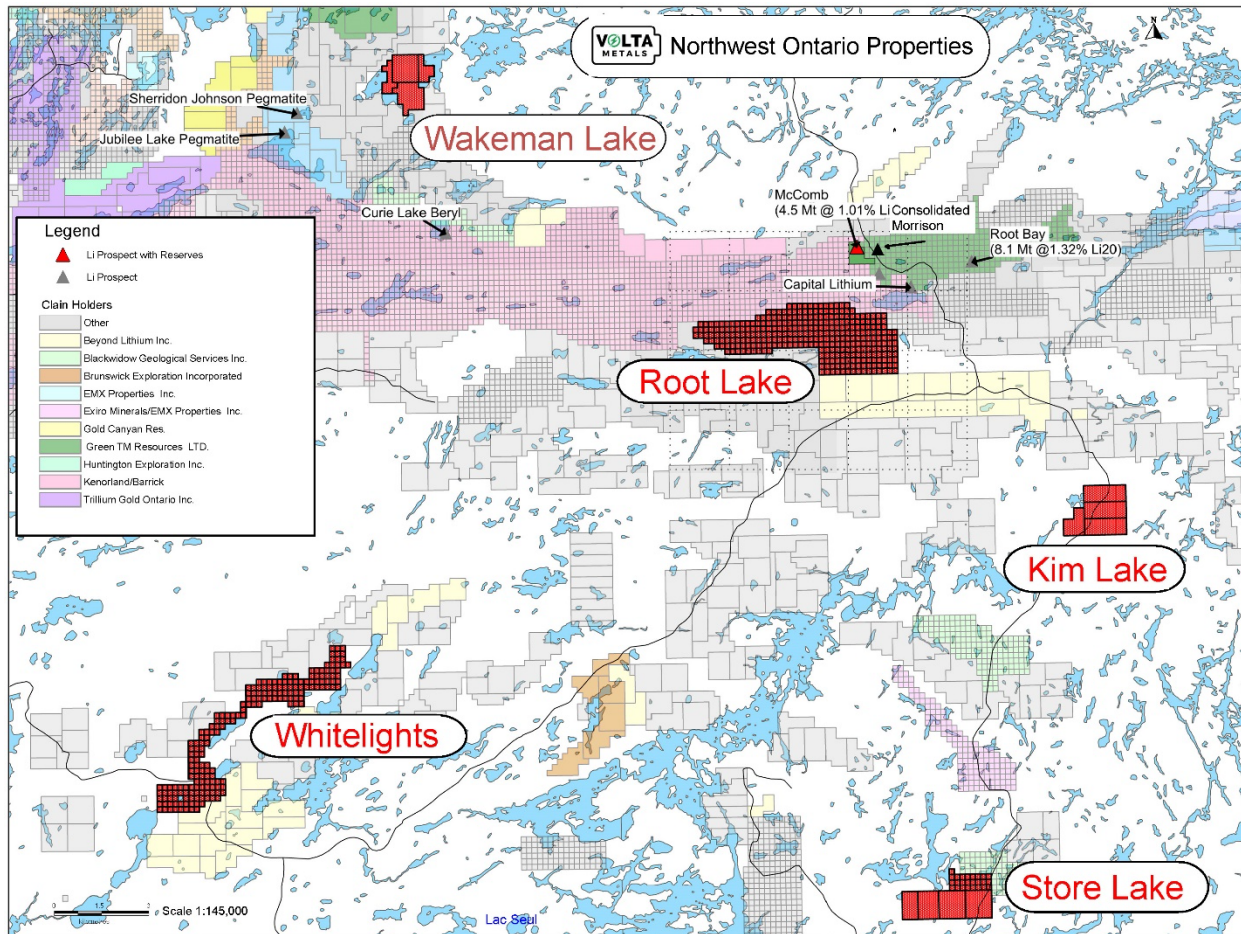 VOLTA
METALS
Northwest Ontario Properties
N
Sherridon Johnson Pegmatite
Jubilee Lake Pegmatite
Wakeman Lake
Curie Lake Beryl
McComb
(4.5 Mt @ 1.01% Li
Consolidated
Morrison
Root Bay
(8.1 Mt @1.32% Li20)
Capital Lithium
Root Lake
Legend
Li Prospect with Reserves
Li Prospect
Clain Holders
Other
Beyond Lithium Inc.
Blackwidow Geological Services Inc.
Brunswick Exploration Incorporated
EMX Properties Inc.
Exiro Minerals/EMX Properties Inc.
Gold Canyan Res.
Green TM Resources LTD.
Huntington Exploration Inc.
Kenorland/Barrick
Trillium Gold Ontario Inc.
Kim Lake
Whitelights
Store Lake
0 1.5 2
Scale 1:145,000
Lac Seul